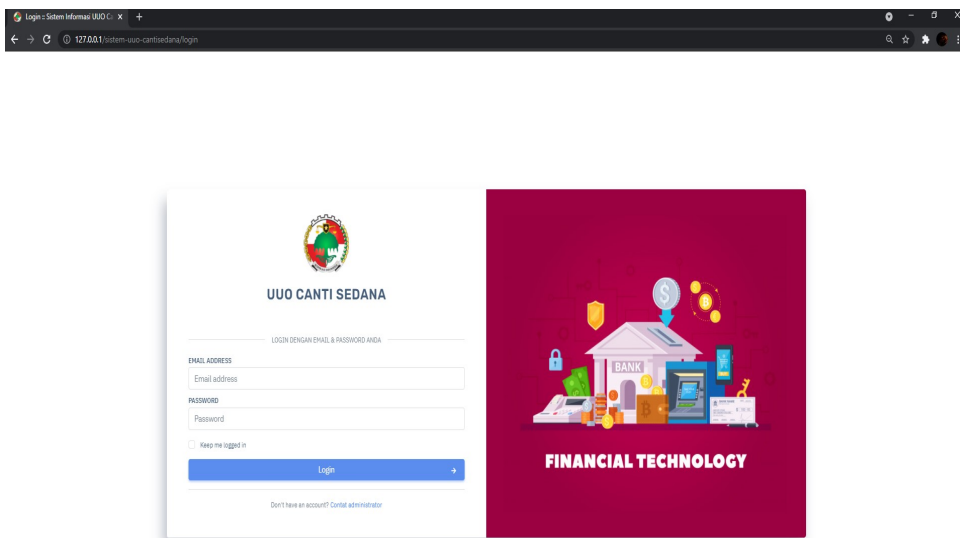 Login :: Sistem Informasi UUO Ca
127.0.0.1/sistem-uuo-cantisedana/login
UUO CANTI SEDANA
LOGIN DENGAN EMAIL & PASSWORD ANDA
EMAIL ADDRESS
Email address
PASSWORD
Password
Keep me logged in
Login
Don't have an account? Contat administrator
BANK
FINANCIAL TECHNOLOGY